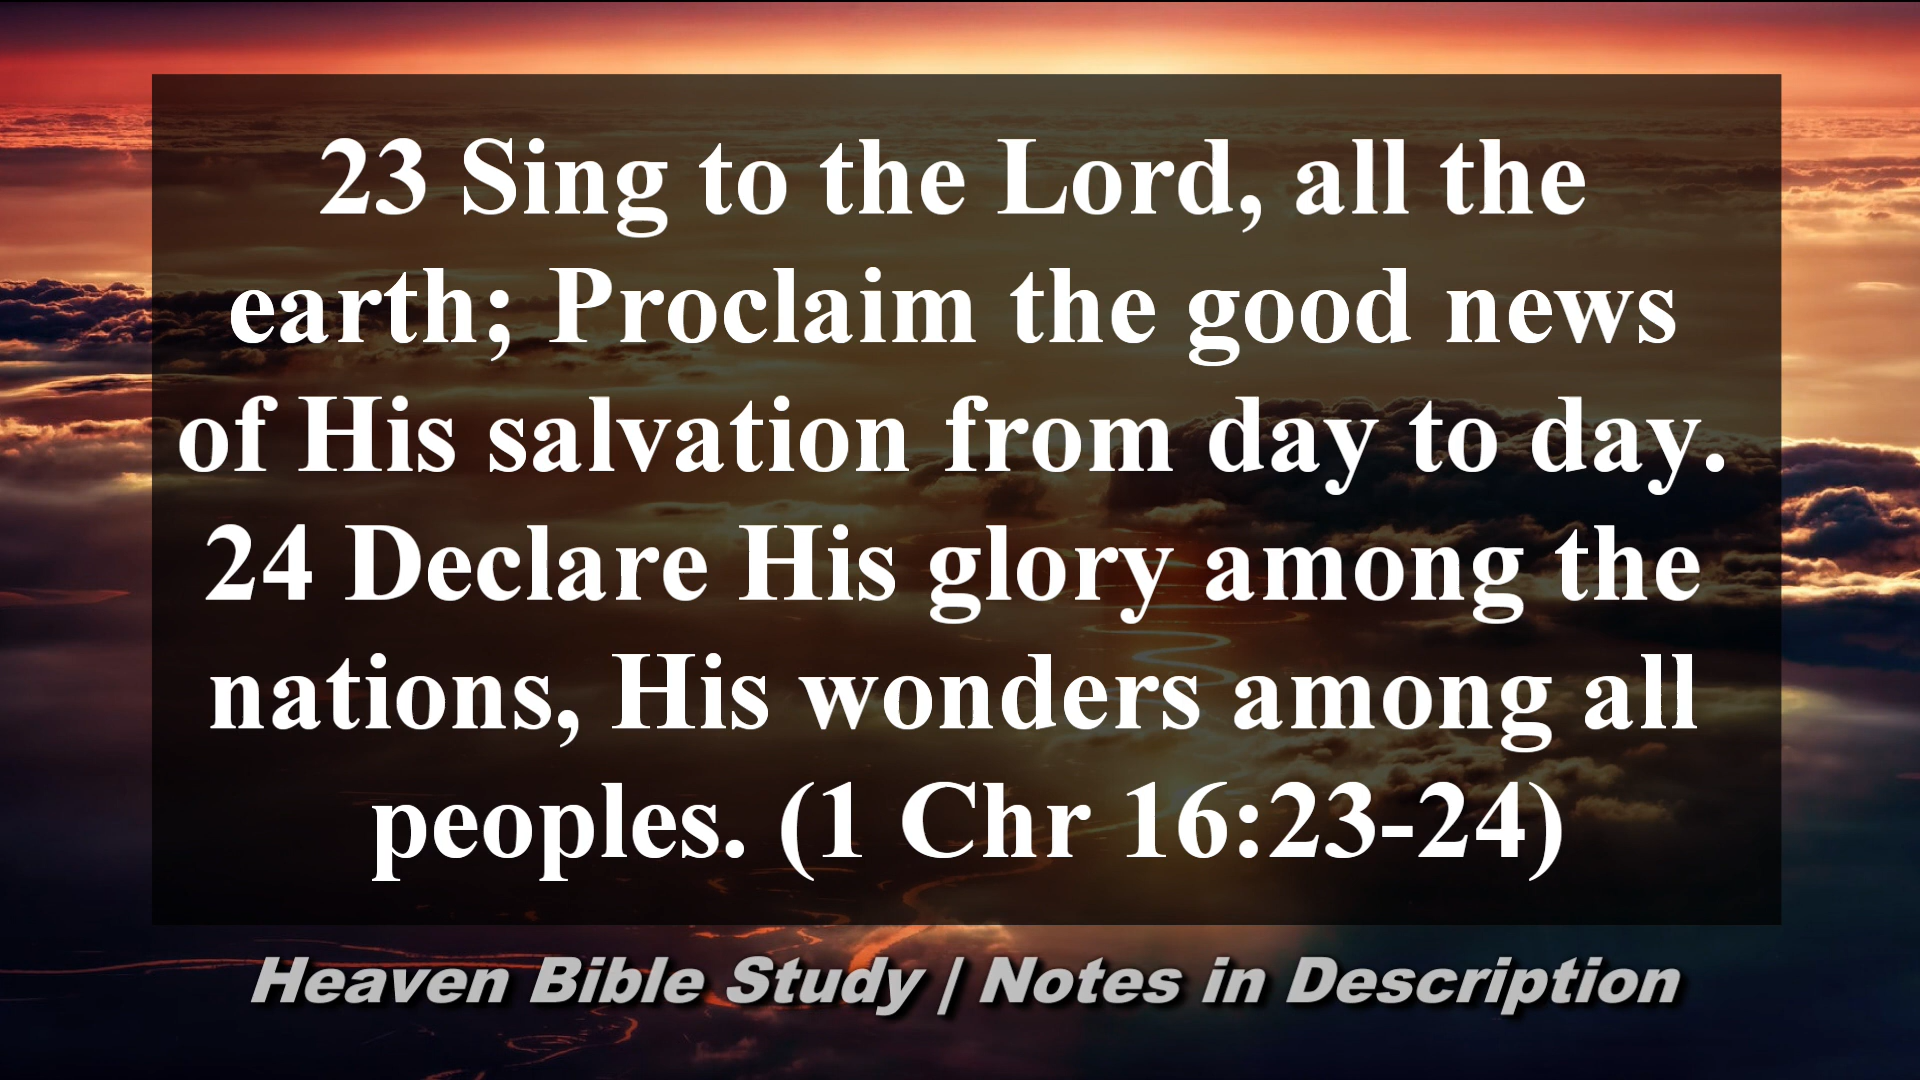 23 Sing to the Lord, all the
earth; Proclaim the good news
of His salvation from day to day.
24 Declare His glory among the
nations, His wonders among all
peoples. (1 Chr 16:23-24)
Heaven Bible Study | Notes in Description